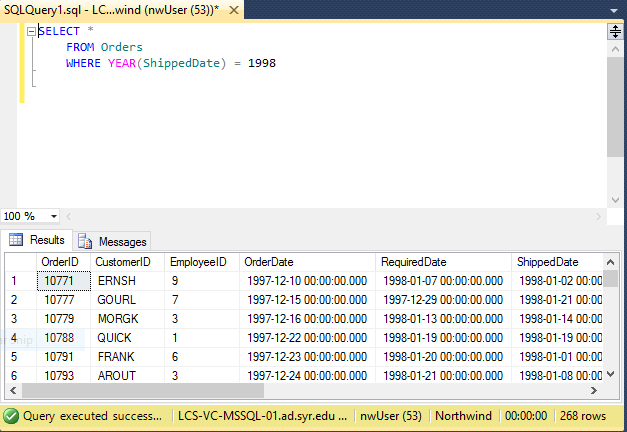 SQLQuery1.sql - LC...wind (nwUser (53))*
SELECT *
FROM Orders
WHERE YEAR(ShippedDate) = 1998
100 %
Results Messages
OrderID CustomerID EmployeeID OrderDate RequiredDate ShippedDate
1 10771 ERNSH 9 1997-12-10 00:00:00.000 1998-01-07 00:00:00.000 1998-01-02 00:00
2 10777 GOURL 7 1997-12-15 00:00:00.000 1997-12-29 00:00:00.000 1998-01-21 00:00
3 10779 MORGK 3 1997-12-16 00:00:00.000 1998-01-13 00:00:00.000 1998-01-14 00:00
4 10788 QUICK 1 1997-12-22 00:00:00.000 1998-01-19 00:00:00.000 1998-01-19 00:00
5 10791 FRANK 6 1997-12-23 00:00:00.000 1998-01-20 00:00:00.000 1998-01-01 00:00
6 10793 AROUT 3 1997-12-24 00:00:00.000 1998-01-21 00:00:00.000 1998-01-08 00:00
Query executed success... LCS-VC-MSSQL-01.ad.syr.edu ... nwUser (53) Northwind 00:00:00 268 rows